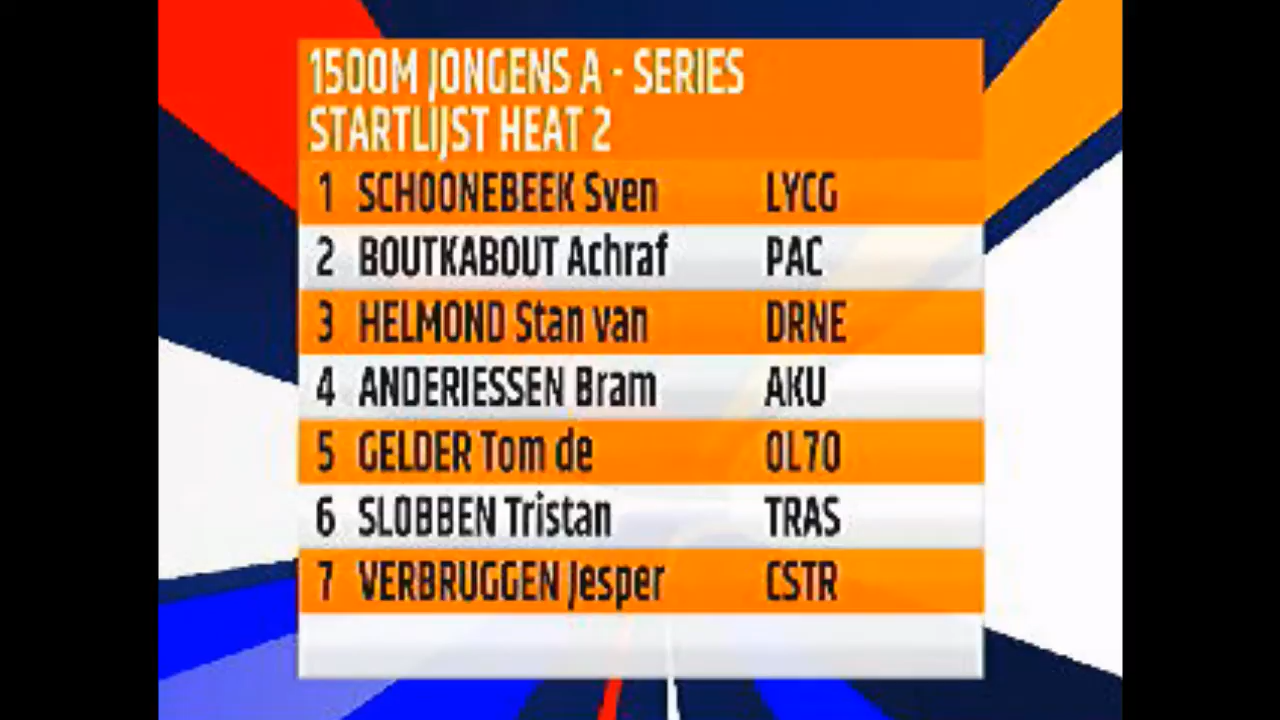 1500M JONGENS A - SERIES
STARTLIJST HEAT 2
1 SCHOONEBEEK Sven LYCG
2 BOUTKABOUT Achraf PAC
3 HELMOND Stan van DRNE
4 ANDERIESSEN Bram AKU
5 GELDER Tom de OL70
6 SLOBBEN Tristan TRAS
7 VERBRUGGEN Jesper CSTR